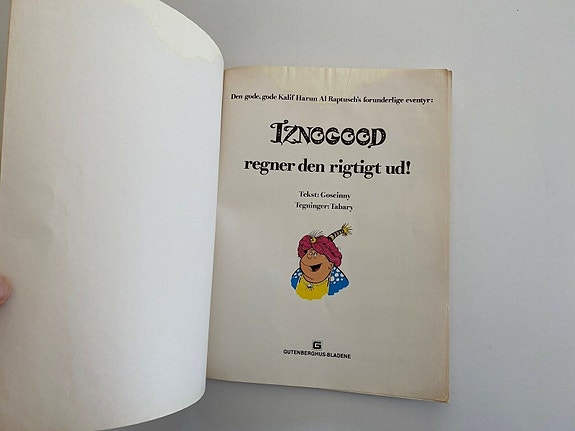 Den gode, gode Kalif Harun Al Raptusch's forunderlige eventyr:
IZNOGOOD
regner den rigtigt ud!
Tekst: Goscinny
Tegninger: Tabary
G
GUTENBERGHUS-BLADENE